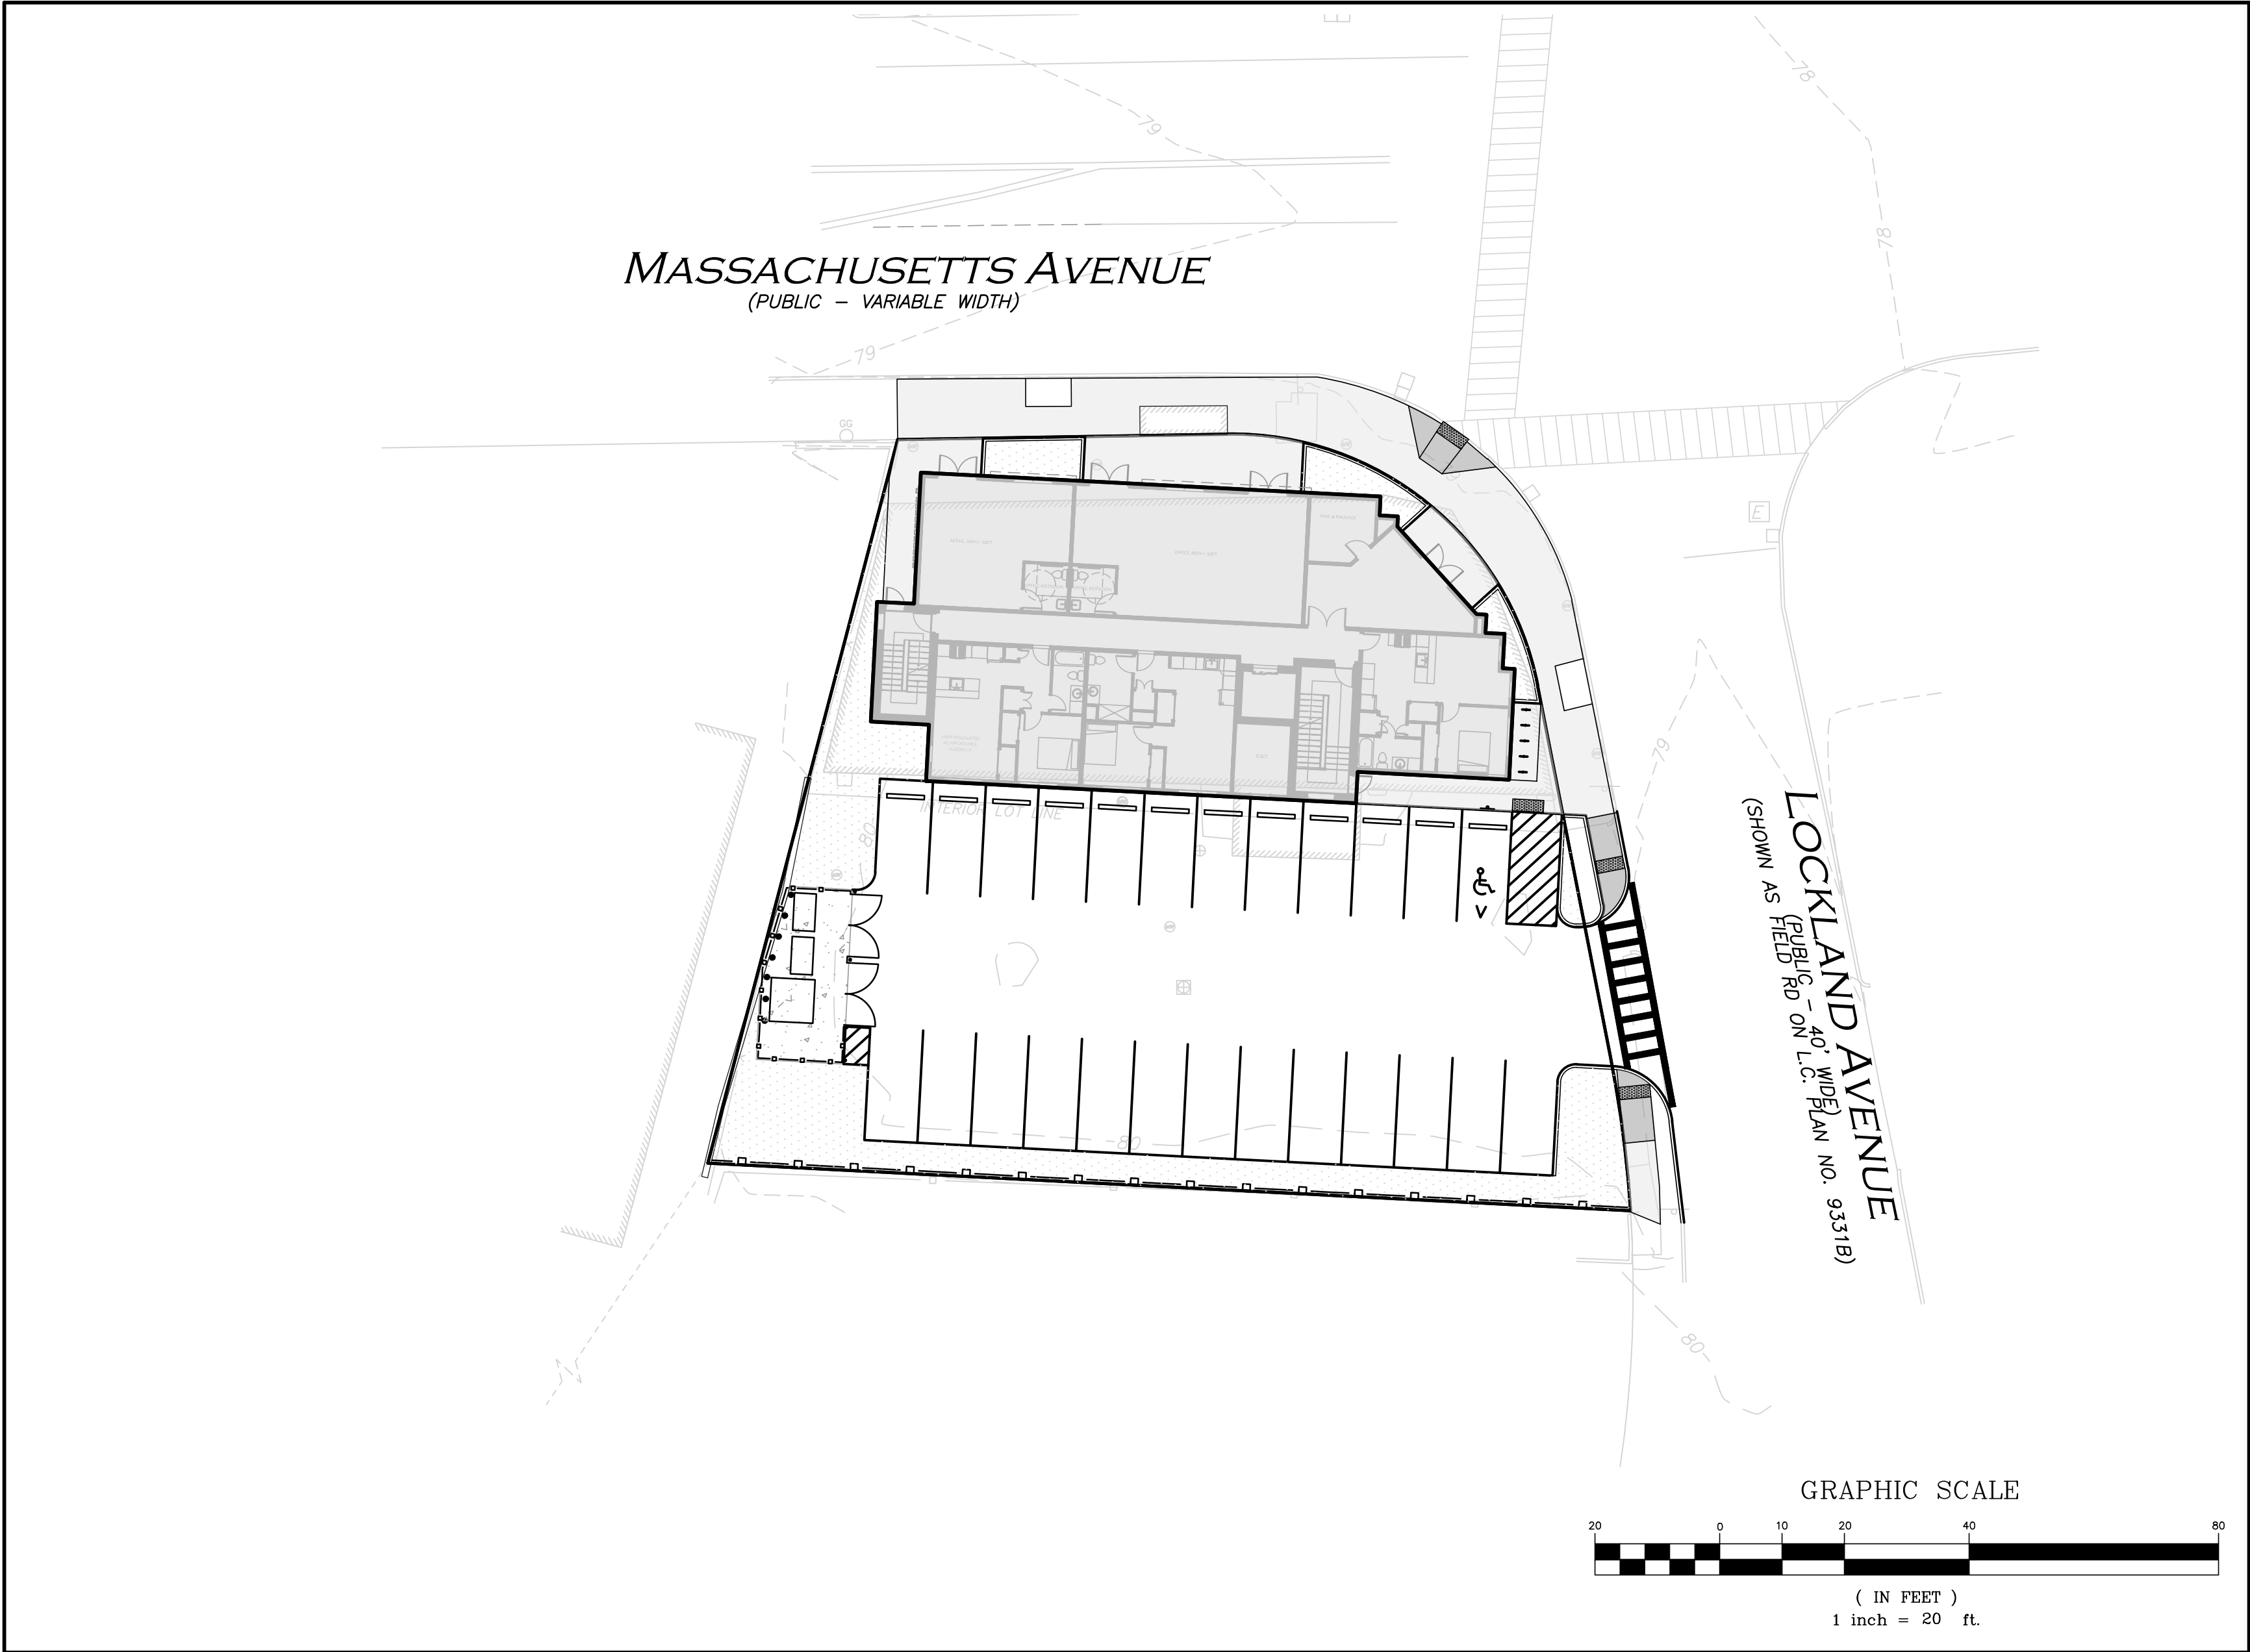 78
79
MASSACHUSETTS AVENUE
(PUBLIC – VARIABLE WIDTH)
78
79
GG
E
79
INTERIOR LOT LINE
80
LOCKLAND AVENUE
(PUBLIC – 40' WIDE)
(SHOWN AS FIELD RD ON L.C. PLAN NO. 9331B)
V
80
80
GRAPHIC SCALE
20 0 10 20 40 80
( IN FEET )
1 inch = 20 ft.